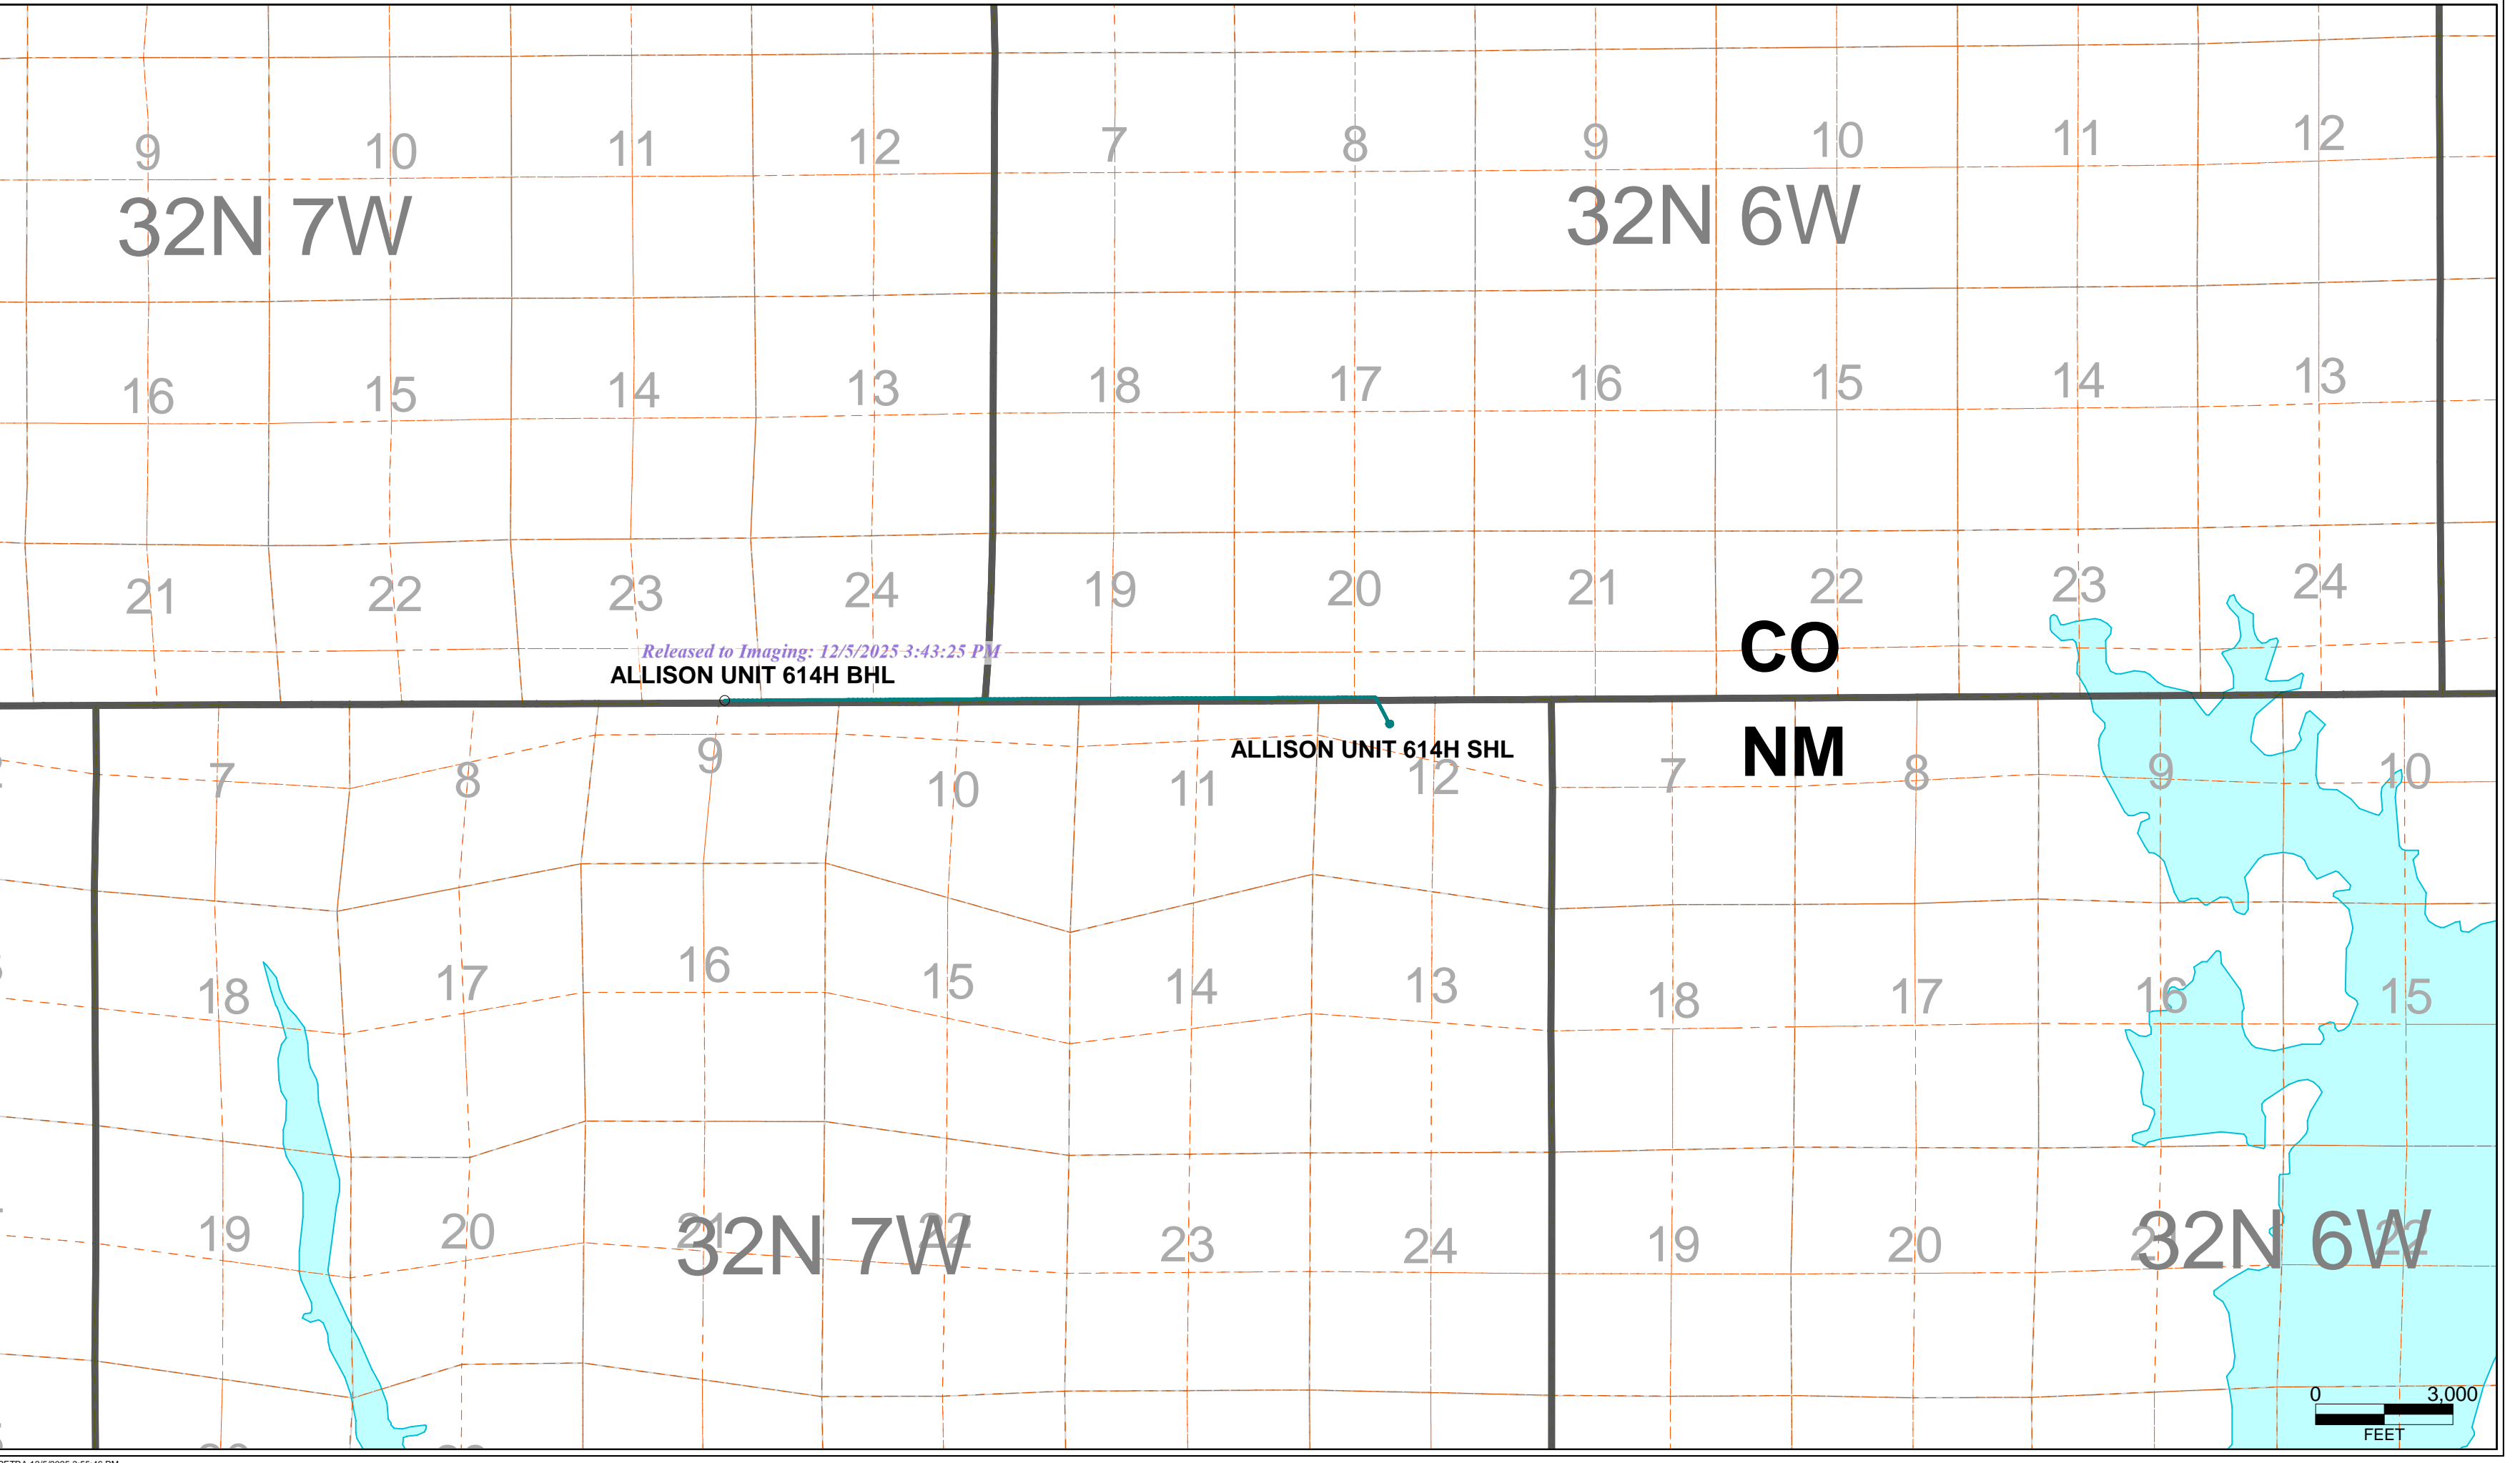 9 10 11 12 7 8 9 10 11 12
32N 7W 32N 6W
16 15 14 13 18 17 16 15 14 13
21 22 23 24 19 20 21 22 23 24
CO
Released to Imaging: 12/5/2025 3:43:25 PM
ALLISON UNIT 614H BHL
NM
ALLISON UNIT 614H SHL
7 8 9 10 11 12 7 8 9 10
18 17 16 15 14 13 18 17 16 15
19 20 21 22 23 24 19 20 21 22
32N 7W 32N 6W
0 3,000
FEET